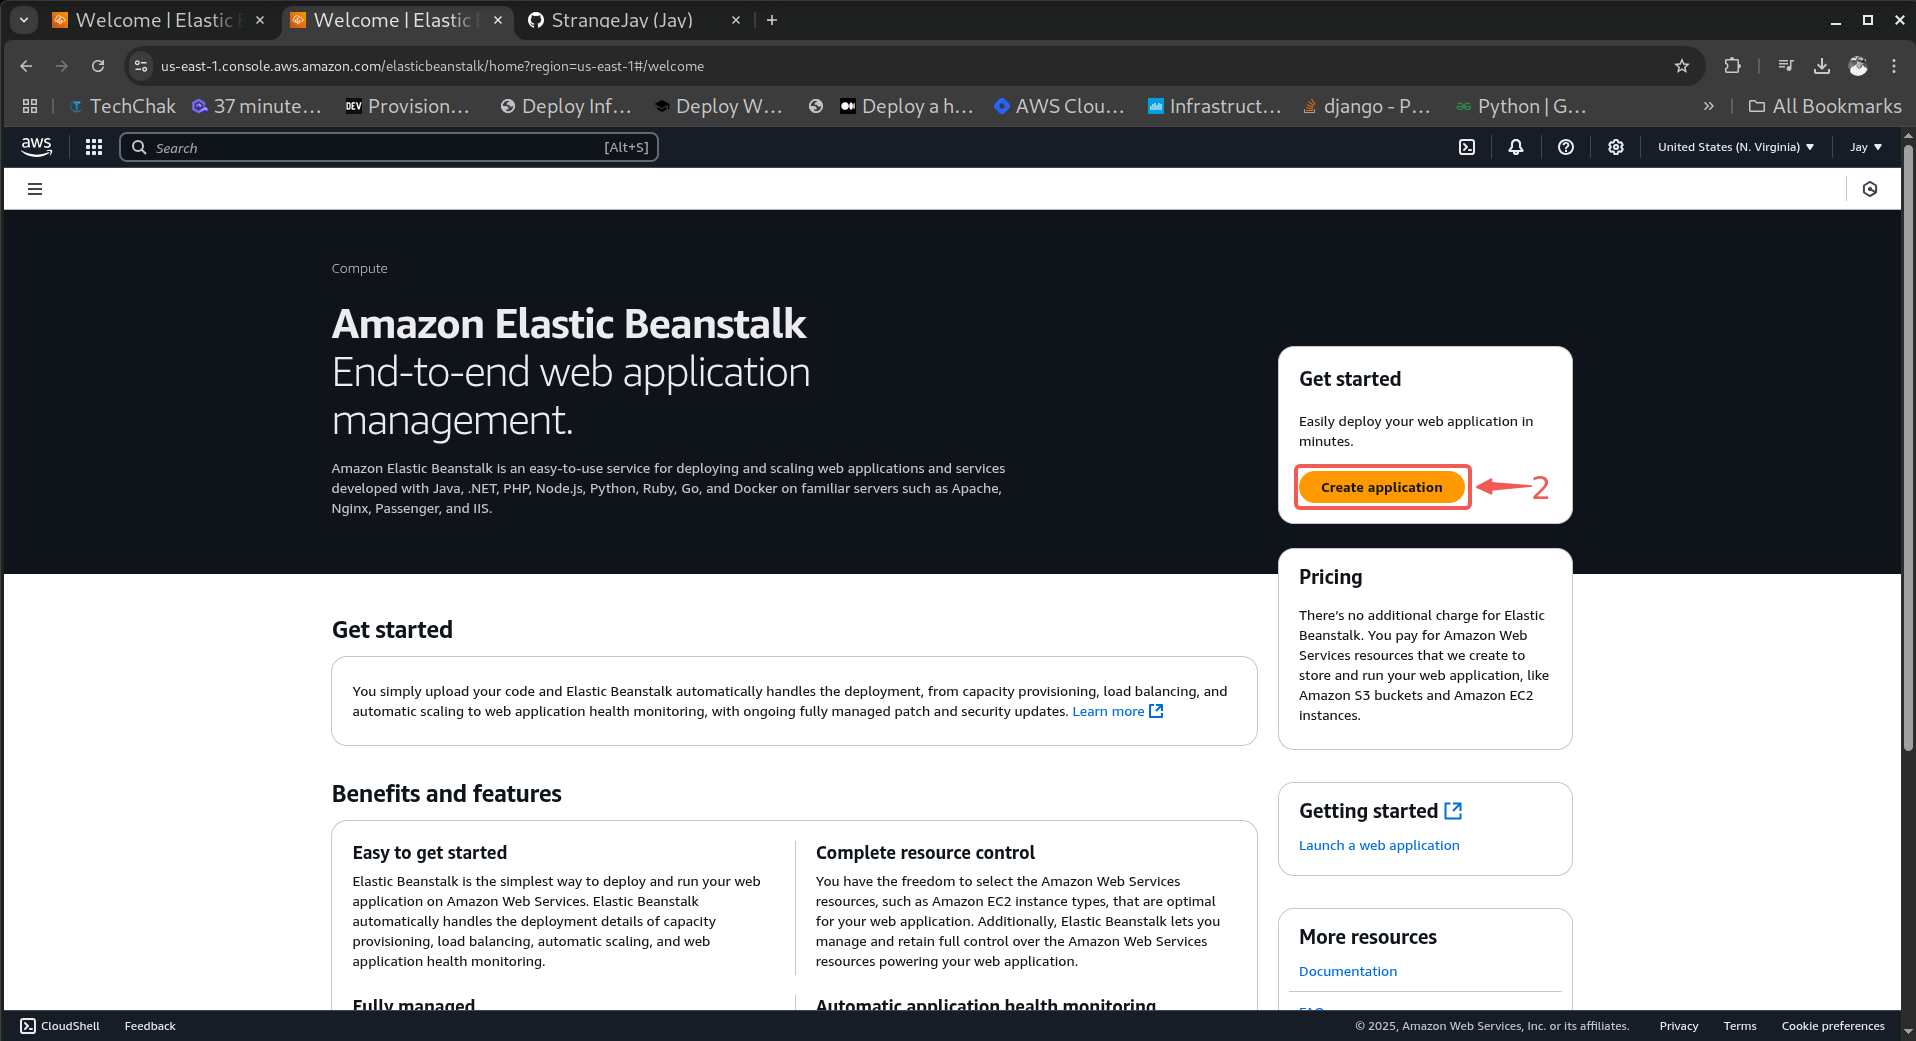 Welcome | Elastic
Welcome | Elastic
StrangeJay (Jay)
us-east-1.console.aws.amazon.com/elasticbeanstalk/home?region=us-east-1#/welcome
TechChak
37 minute...
DEV
Provision...
Deploy Inf...
Deploy W...
Deploy a h...
AWS Clou...
Infrastruct...
django - P...
Python | G...
All Bookmarks
aws
Search
[Alt+S]
United States (N. Virginia)
Jay
Compute
Amazon Elastic Beanstalk
End-to-end web application
management.
Amazon Elastic Beanstalk is an easy-to-use service for deploying and scaling web applications and services
developed with Java, .NET, PHP, Node.js, Python, Ruby, Go, and Docker on familiar servers such as Apache,
Nginx, Passenger, and IIS.
Get started
Easily deploy your web application in
minutes.
Create application
2
Pricing
There's no additional charge for Elastic
Beanstalk. You pay for Amazon Web
Services resources that we create to
store and run your web application, like
Amazon S3 buckets and Amazon EC2
instances.
Get started
You simply upload your code and Elastic Beanstalk automatically handles the deployment, from capacity provisioning, load balancing, and
automatic scaling to web application health monitoring, with ongoing fully managed patch and security updates. Learn more
Benefits and features
Easy to get started
Elastic Beanstalk is the simplest way to deploy and run your web
application on Amazon Web Services. Elastic Beanstalk
automatically handles the deployment details of capacity
provisioning, load balancing, automatic scaling, and web
application health monitoring.
Complete resource control
You have the freedom to select the Amazon Web Services
resources, such as Amazon EC2 instance types, that are optimal
for your web application. Additionally, Elastic Beanstalk lets you
manage and retain full control over the Amazon Web Services
resources powering your web application.
Fully managed
Automatic application health monitoring
Getting started
Launch a web application
More resources
Documentation
FAQ
CloudShell
Feedback
© 2025, Amazon Web Services, Inc. or its affiliates.
Privacy
Terms
Cookie preferences